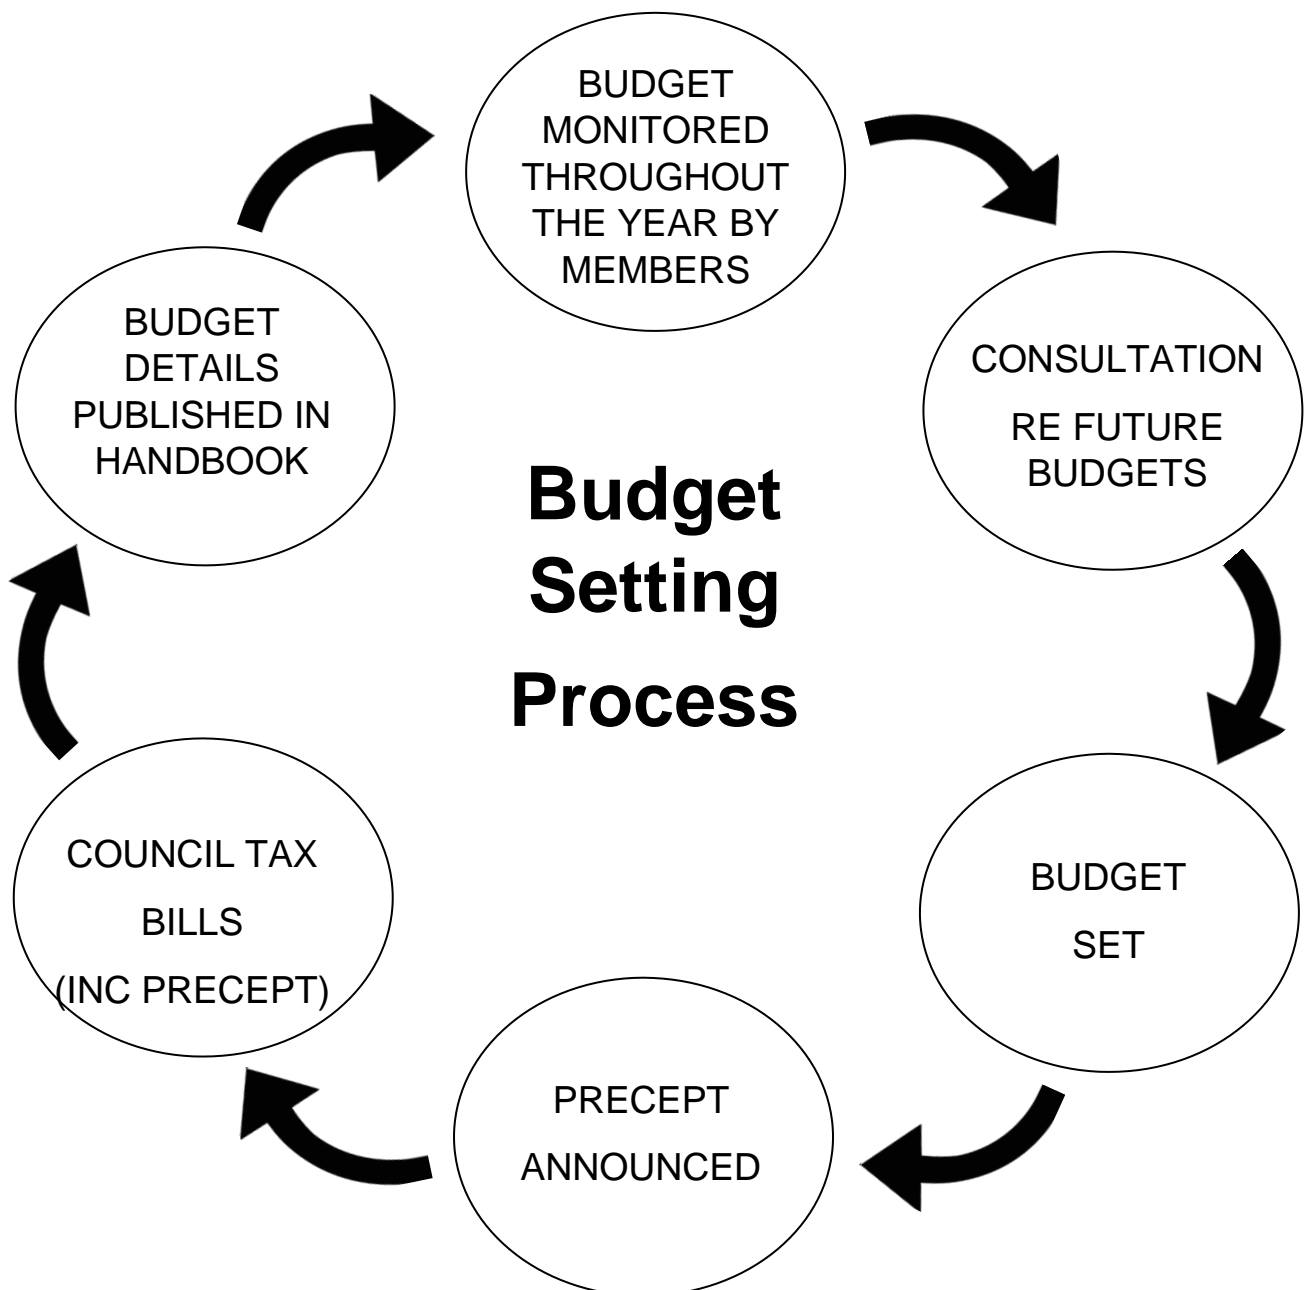 BUDGET
MONITORED
THROUGHOUT
THE YEAR BY
MEMBERS
CONSULTATION
RE FUTURE
BUDGETS
BUDGET
SET
PRECEPT
ANNOUNCED
COUNCIL TAX
BILLS
(INC PRECEPT)
BUDGET
DETAILS
PUBLISHED IN
HANDBOOK
Budget
Setting
Process